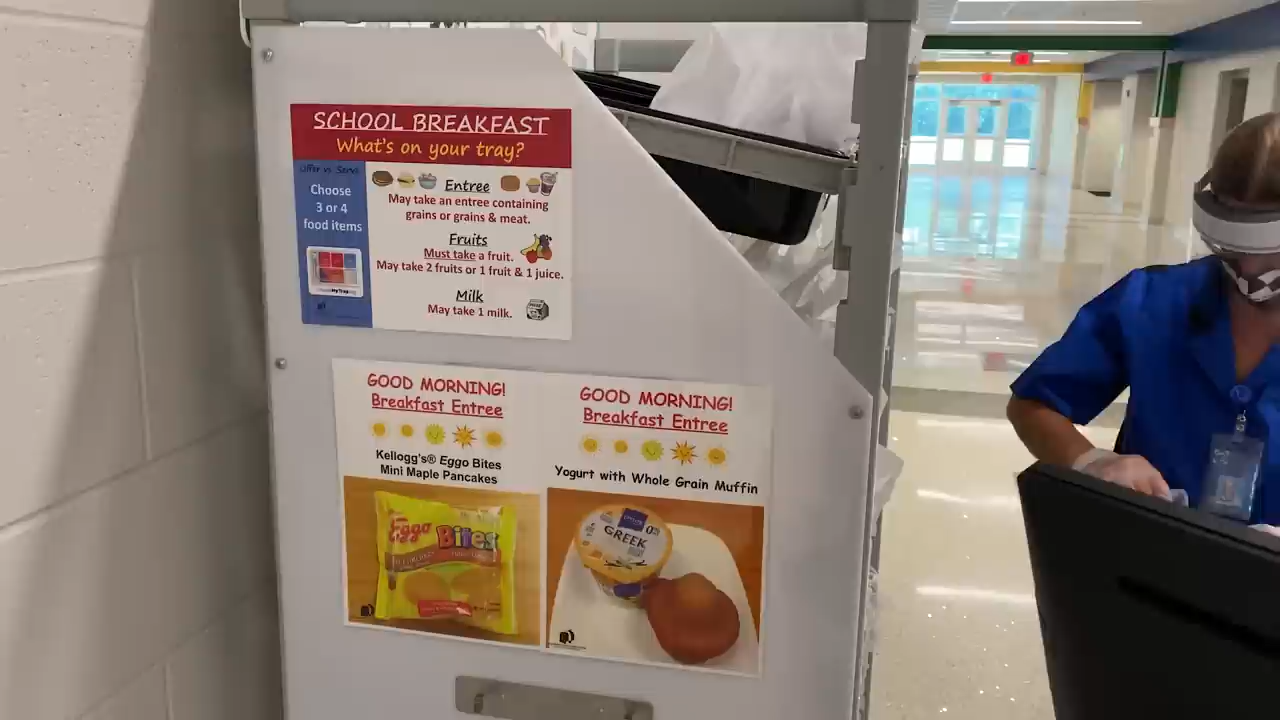 SCHOOL BREAKFAST
What's on your tray?
Offer vs. Serve
Choose
3 or 4
food items
Entree
May take an entree containing
grains or grains & meat.
Fruits
Must take a fruit.
May take 2 fruits or 1 fruit & 1 juice.
Milk
May take 1 milk.
GOOD MORNING!
Breakfast Entree
Kellogg's® Eggo Bites
Mini Maple Pancakes
Eggo
Bites
GOOD MORNING!
Breakfast Entree
Yogurt with Whole Grain Muffin
GREEK